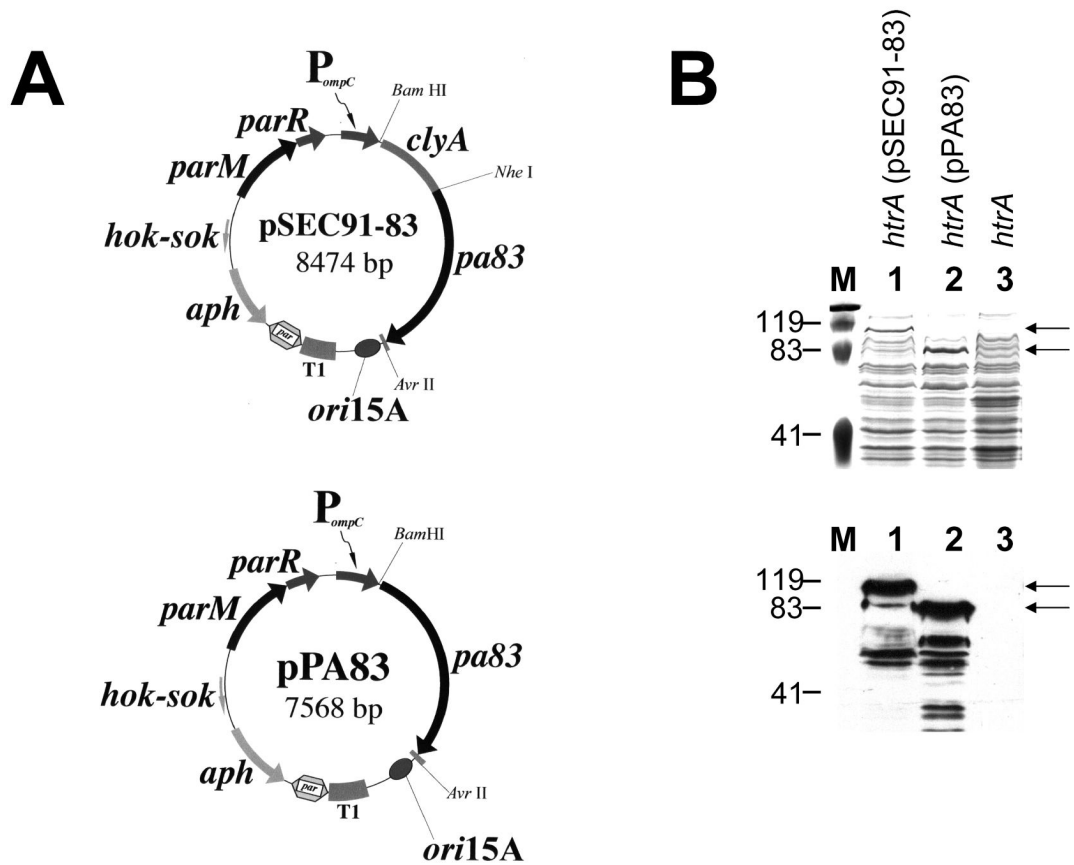 A
P ompC
Bam HI
parR
clyA
parM
Nhe I
pSEC91-83
8474 bp
hok-sok
pa83
aph
par
T1
Avr II
ori15A
P ompC
BamHI
parR
parM
pPA83
7568 bp
pa83
hok-sok
aph
par
T1
Avr II
ori15A
B
htrA (pSEC91-83)
htrA (pPA83)
htrA
M 1 2 3
119
83
41
M 1 2 3
119
83
41